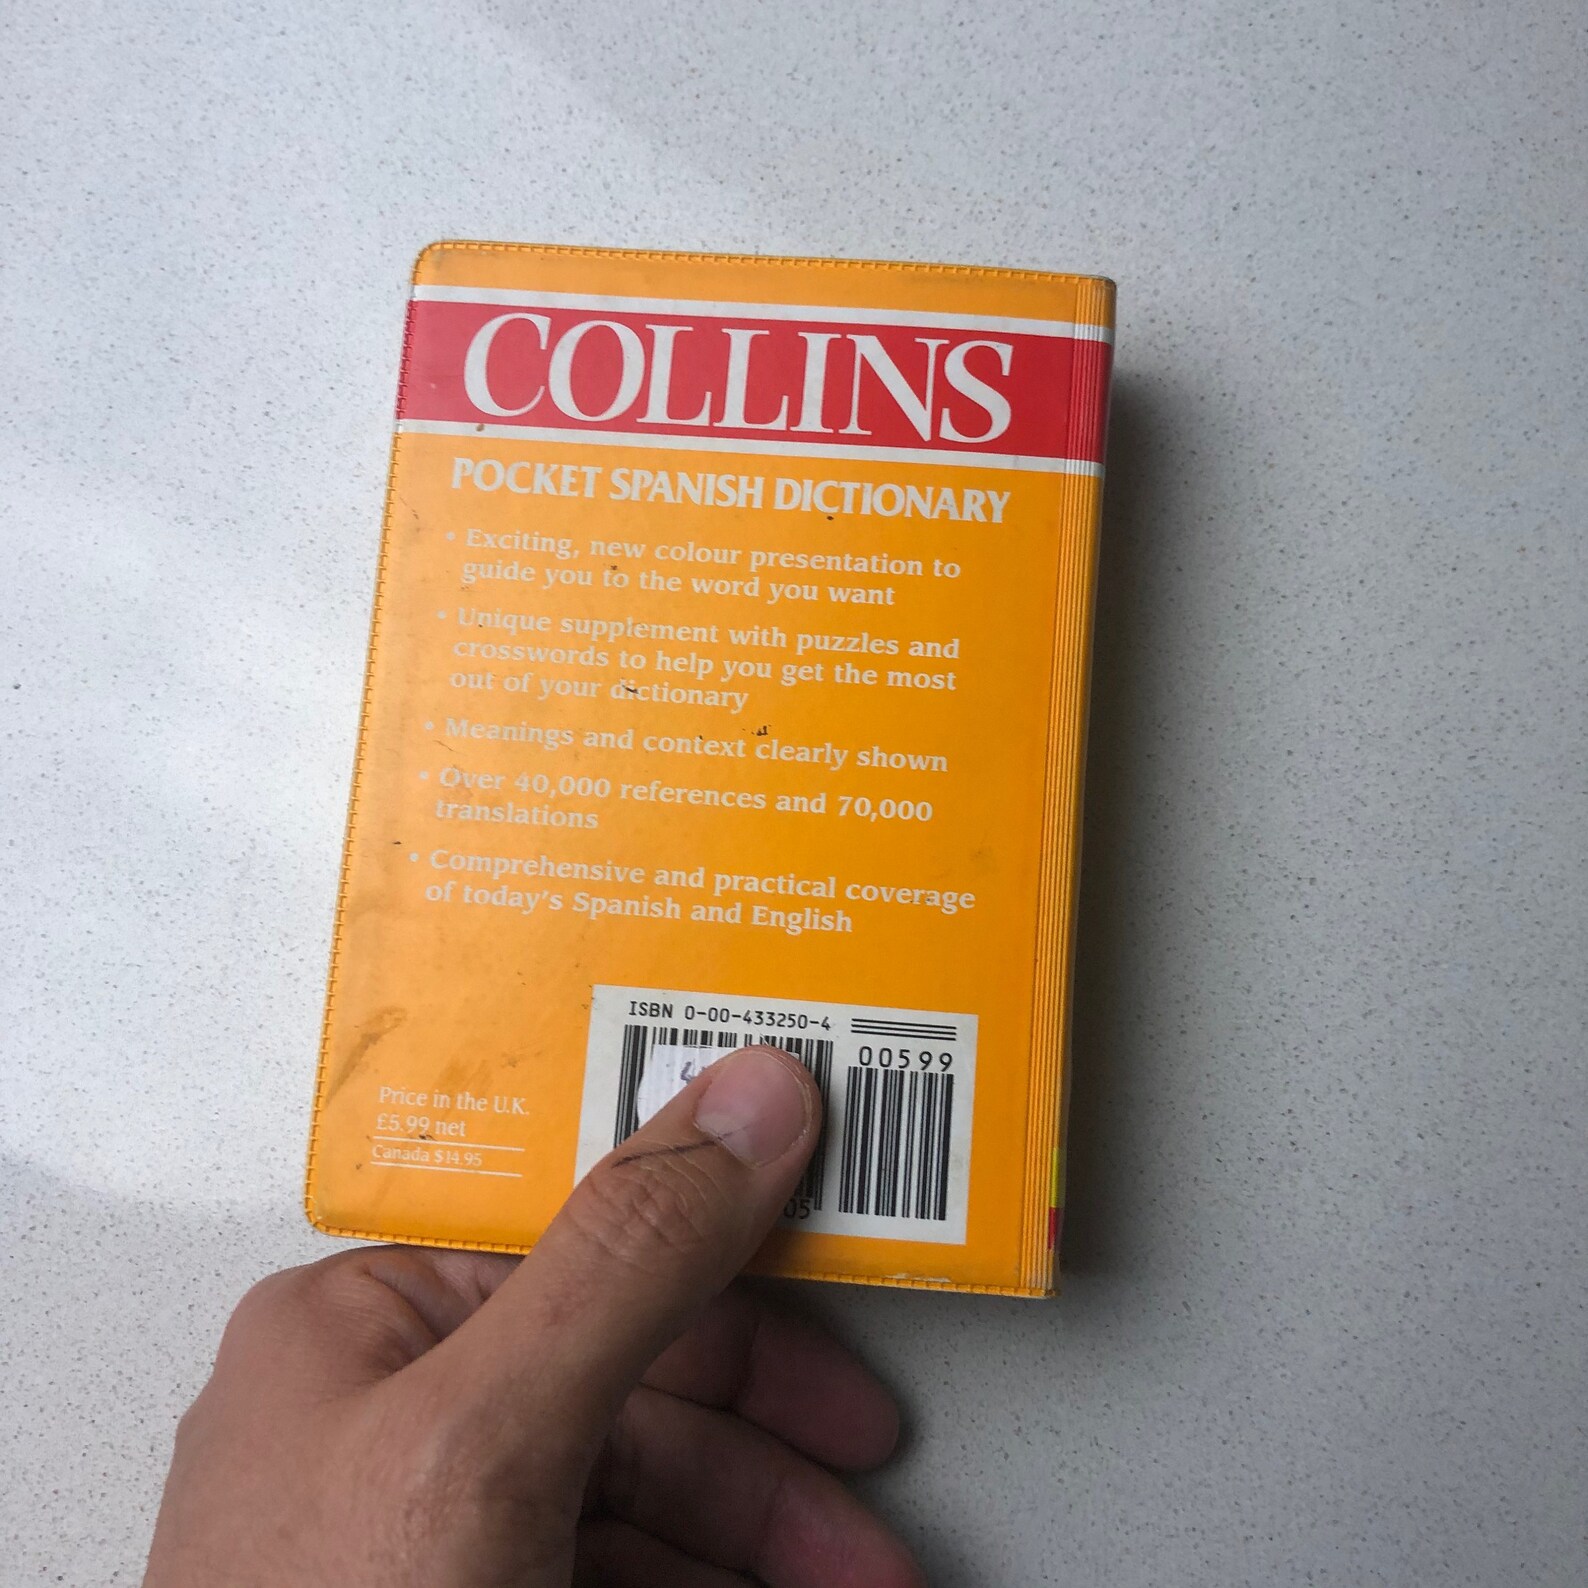 COLLINS
POCKET SPANISH DICTIONARY
• Exciting, new colour presentation to
guide you to the word you want
• Unique supplement with puzzles and
crosswords to help you get the most
out of your dictionary
• Meanings and context clearly shown
• Over 40,000 references and 70,000
translations
• Comprehensive and practical coverage
of today's Spanish and English
ISBN 0-00-433250-4
00599
Price in the U.K.
£5.99 net
Canada $14.95
05